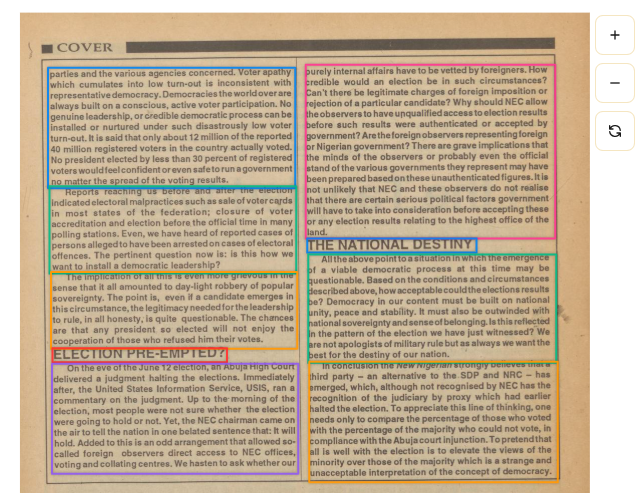 COVER
parties and the various agencies concerned. Voter apathy
which cumulates into low turn-out is inconsistent with
representative democracy. Democracies the world over are
always built on a conscious, active voter participation. No
genuine leadership, or credible democratic process can be
installed or nurtured under such disastrously low voter
turn-out. It is said that only about 12 million of the reported
40 million registered voters in the country actually voted.
No president elected by less than 30 percent of registered
voters would feel confident or even safe to run a government
no matter the spread of the voting results.
Reports reaching us before and after the election
indicated electoral malpractices such as sale of voter cards
in most states of the federation; closure of voter
accreditation and election before the official time in many
polling stations. Even, we have heard of reported cases of
persons alleged to have been arrested on cases of electoral
offences. The pertinent question now is: is this how we
want to install a democratic leadership?
The implication of all this is even more grievous in the
sense that it all amounted to day-light robbery of popular
sovereignty. The point is, even if a candidate emerges in
this circumstance, the legitimacy needed for the leadership
to rule, in all honesty, is quite questionable. The chances
are that any president so elected will not enjoy the
cooperation of those who refused him their votes.
ELECTION PRE-EMPTED?
On the eve of the June 12 election, an Abuja High Court
delivered a judgment halting the elections. Immediately
after, the United States Information Service, USIS, ran a
commentary on the judgment. Up to the morning of the
election, most people were not sure whether the election
were going to hold or not. Yet, the NEC chairman came on
the air to tell the nation in one belated sentence that: It will
hold. Added to this is an odd arrangement that allowed so-
called foreign observers direct access to NEC offices,
voting and collating centres. We hasten to ask whether our
purely internal affairs have to be vetted by foreigners. How
credible would an election be in such circumstances?
Can't there be legitimate charges of foreign imposition or
rejection of a particular candidate? Why should NEC allow
the observers to have unqualified access to election results
before such results were authenticated or accepted by
government? Are the foreign observers representing foreign
or Nigerian government? There are grave implications that
the minds of the observers or probably even the official
stand of the various governments they represent may have
been prepared based on these unauthenticated figures. It is
not unlikely that NEC and these observers do not realise
that there are certain serious political factors government
will have to take into consideration before accepting these
or any election results relating to the highest office of the
land.
THE NATIONAL DESTINY
All the above point to a situation in which the emergence
of a viable democratic process at this time may be
questionable. Based on the conditions and circumstances
described above, how acceptable could the elections results
be? Democracy in our content must be built on national
unity, peace and stability. It must also be outwinded with
national sovereignty and sense of belonging. Is this reflected
in the pattern of the election we have just witnessed? We
are not apologists of military rule but as always we want the
best for the destiny of our nation.
In conclusion the New Nigerian strongly believes that a
third party – an alternative to the SDP and NRC – has
emerged, which, although not recognised by NEC has the
recognition of the judiciary by proxy which had earlier
halted the election. To appreciate this line of thinking, one
needs only to compare the percentage of those who voted
with the percentage of the majority who could not vote, in
compliance with the Abuja court injunction. To pretend that
all is well with the election is to elevate the views of the
minority over those of the majority which is a strange and
unacceptable interpretation of the concept of democracy.